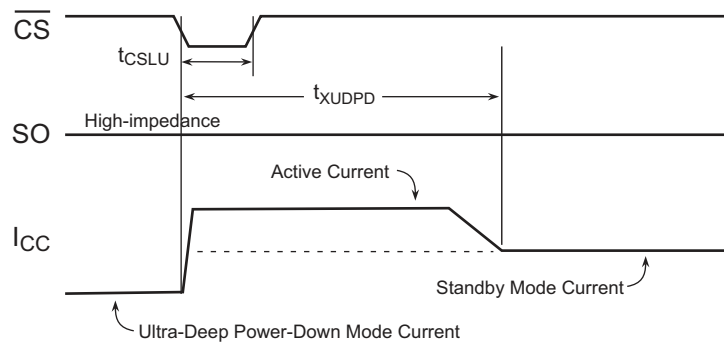 CS
tCSLU
tXUDPD
High-impedance
SO
Active Current
ICC
Standby Mode Current
Ultra-Deep Power-Down Mode Current